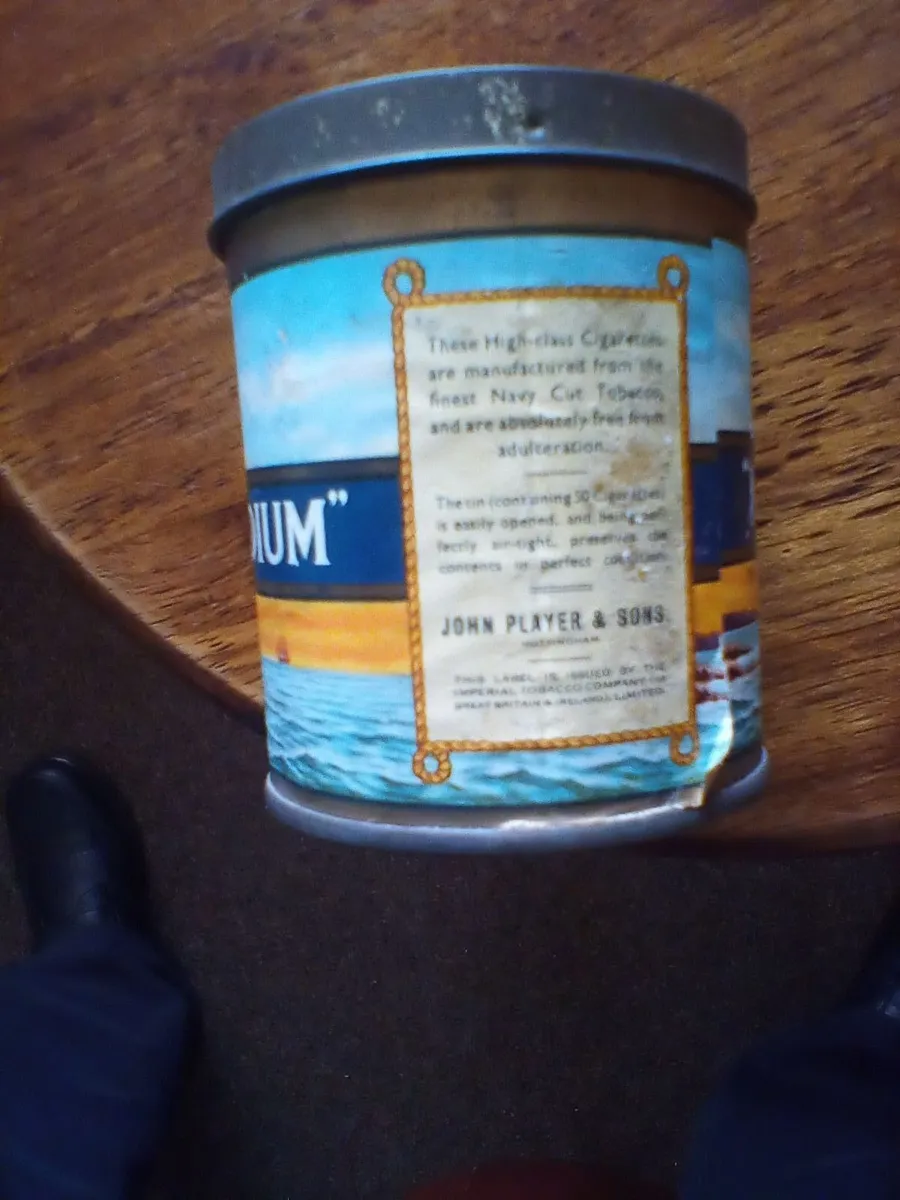 These High-class Cigarettes
are manufactured from the
finest Navy Cut Tobacco,
and are absolutely free from
adulteration.
The tin (containing 50 Cigarettes)
is easily opened, and being per-
fectly air-tight, preserves the
contents in perfect condition
JOHN PLAYER & SONS
NOTTINGHAM
THIS LABEL IS ISSUED BY THE
IMPERIAL TOBACCO COMPANY (OF
GREAT BRITAIN & IRELAND), LIMITED.
DIUM”